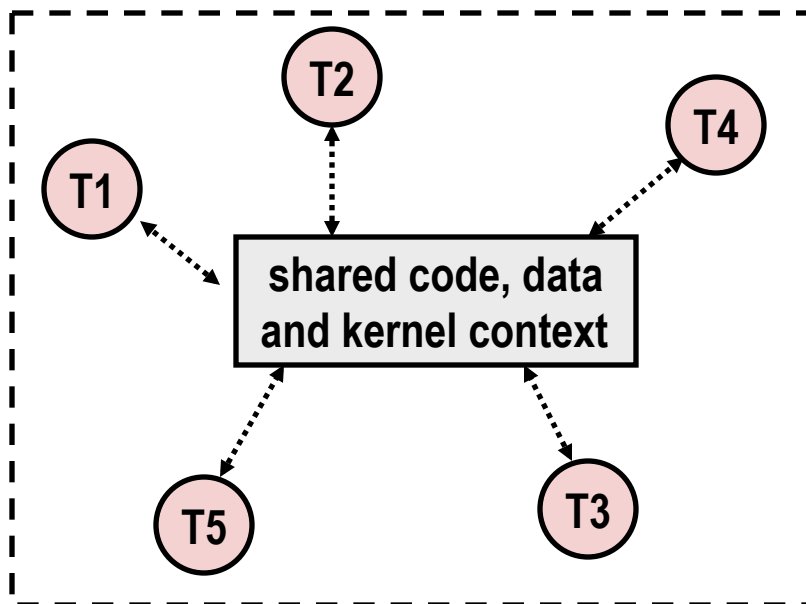 T2
T4
T1
shared code, data
and kernel context
T5
T3